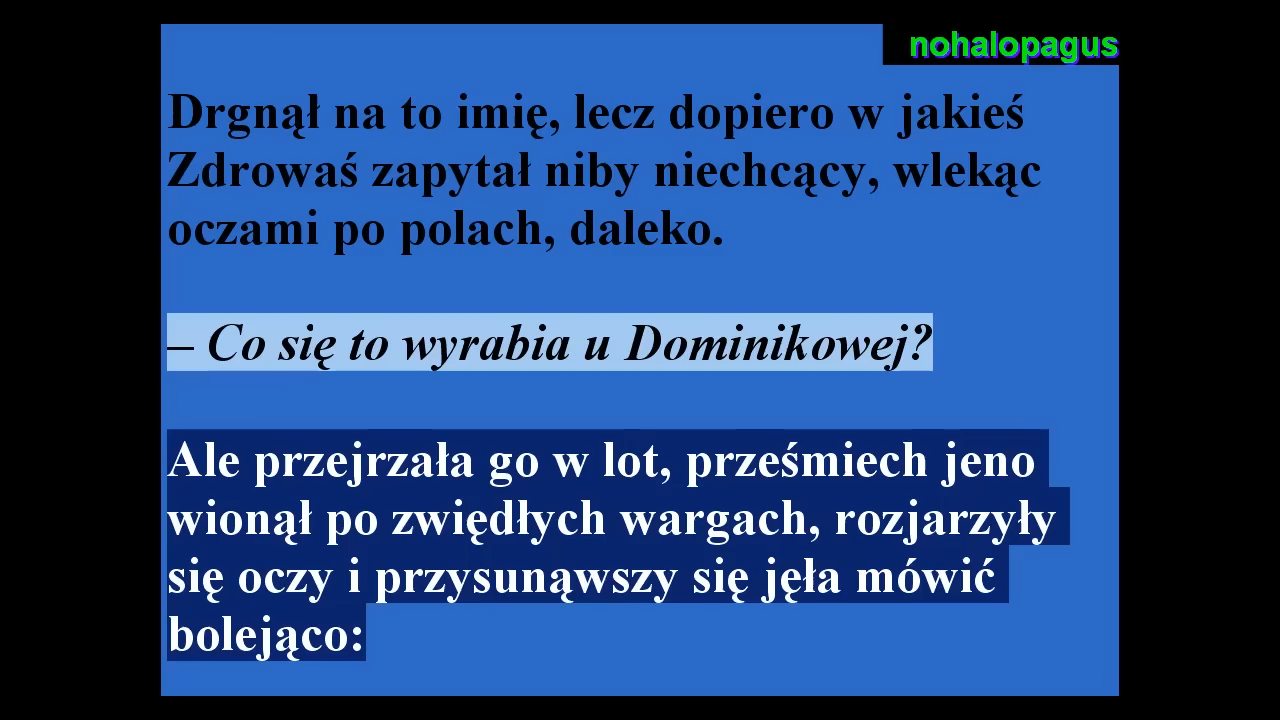 nohalopagus
Drgnął na to imię, lecz dopiero w jakieś
Zdrowaś zapytał niby niechcący, wlekąc
oczami po polach, daleko.
– Co się to wyrabia u Dominikowej?
Ale przejrzała go w lot, prześmiech jeno
wionął po zwiędłych wargach, rozjarzyły
się oczy i przysunąwszy się jęła mówić
bolejąco: